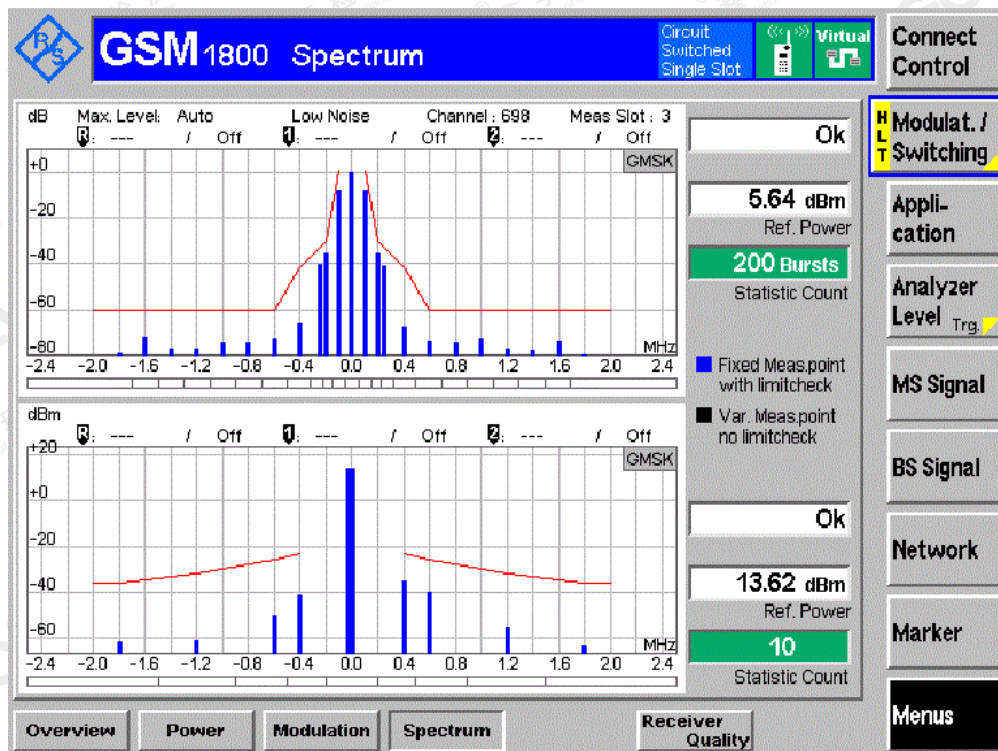 R/S
GSM 1800 Spectrum
Circuit Switched Single Slot
Virtual
Connect Control
dB Max. Level: Auto Low Noise Channel : 698 Meas Slot : 3
R: --- / Off 1: --- / Off 2: --- / Off
GMSK
+0
-20
-40
-60
-80
MHz
-2.4 -2.0 -1.6 -1.2 -0.8 -0.4 0.0 0.4 0.8 1.2 1.6 2.0 2.4
Ok
5.64 dBm
Ref. Power
200 Bursts
Statistic Count
Fixed Meas.point
with limitcheck
Var. Meas.point
no limitcheck
dBm
R: --- / Off 1: --- / Off 2: --- / Off
GMSK
+20
+0
-20
-40
-60
MHz
-2.4 -2.0 -1.6 -1.2 -0.8 -0.4 0.0 0.4 0.8 1.2 1.6 2.0 2.4
Ok
13.62 dBm
Ref. Power
10
Statistic Count
HLT
Modulat. /
Switching
Appli-
cation
Analyzer
Level Trg.
MS Signal
BS Signal
Network
Marker
Menus
Overview Power Modulation Spectrum Receiver Quality